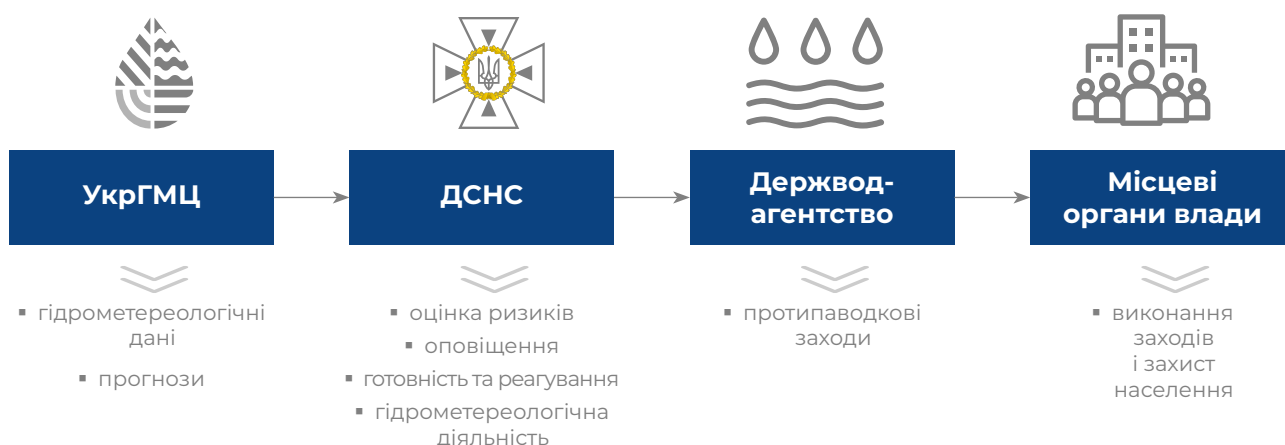 УкрГМЦ
ДСНС
Держвод-
агентство
Місцеві
органи влади
▪ гідрометереологічні
дані
▪ прогнози
▪ оцінка ризиків
▪ оповіщення
▪ готовність та реагування
▪ гідрометереологічна
діяльність
▪ протипаводкові
заходи
▪ виконання
заходів
і захист
населення